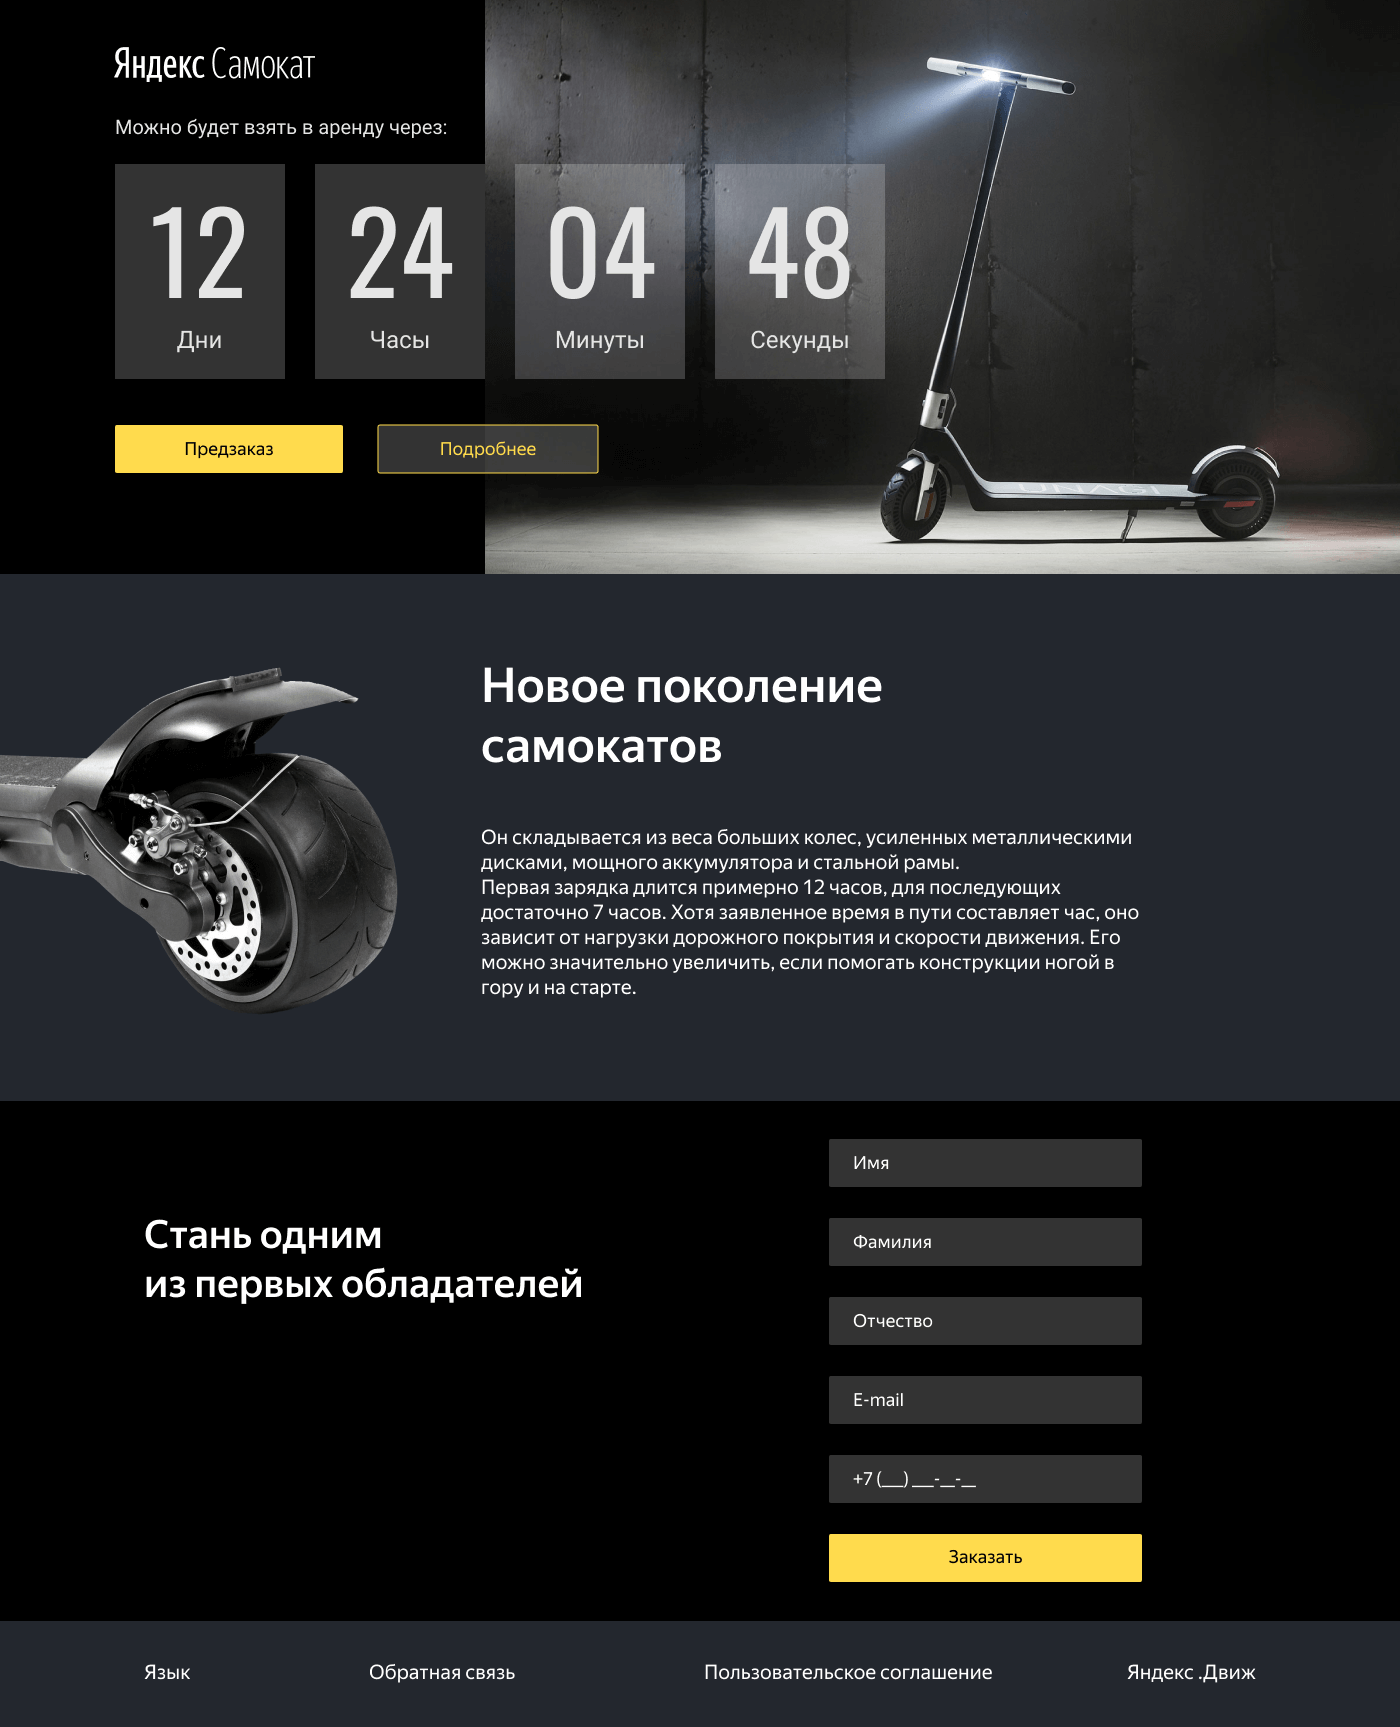 Яндекс Самокат
Можно будет взять в аренду через:
12 24 04 48
Дни Часы Минуты Секунды
Предзаказ Подробнее
UNAGI
Новое поколение
самокатов
Он складывается из веса больших колес, усиленных металлическими
дисками, мощного аккумулятора и стальной рамы.
Первая зарядка длится примерно 12 часов, для последующих
достаточно 7 часов. Хотя заявленное время в пути составляет час, оно
зависит от нагрузки дорожного покрытия и скорости движения. Его
можно значительно увеличить, если помогать конструкции ногой в
гору и на старте.
Стань одним
из первых обладателей
Имя
Фамилия
Отчество
E-mail
+7 (___) ___-__-__
Заказать
Язык Обратная связь Пользовательское соглашение Яндекс .Движ